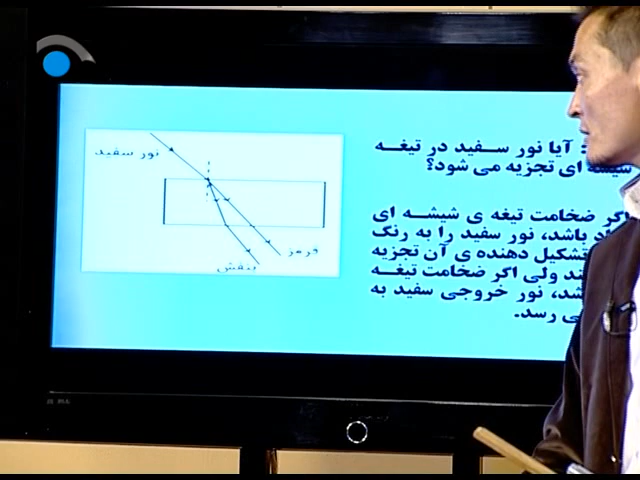 : آیا نور سفید در تیغه
شیشه ای تجزیه می شود؟
اگر ضخامت تیغه ی شیشه ای
باشد، نور سفید را به رنگ
تشکیل دهنده ی آن تجزیه
ولی اگر ضخامت تیغه
نور خروجی سفید به
رسد.
نور سفید
قرمز
بنفش